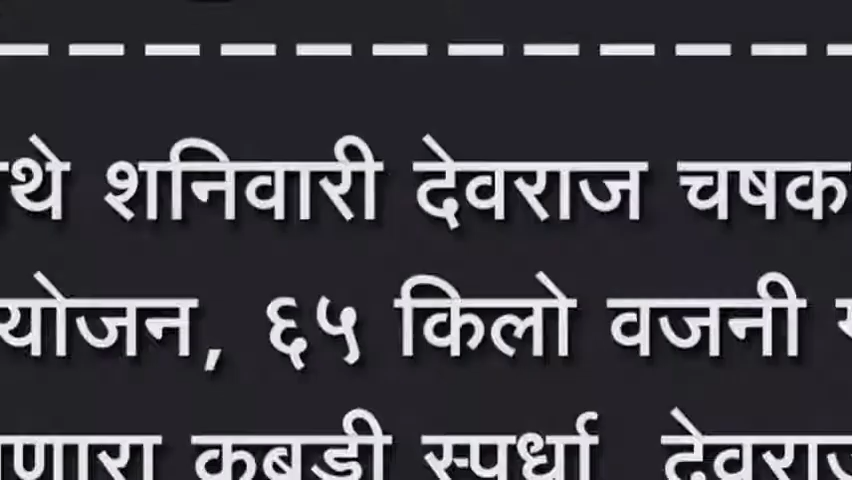 थे शनिवारी देवराज चषक
योजन, ६५ किलो वजनी
णारा कबड्डी स्पर्धा देवराज